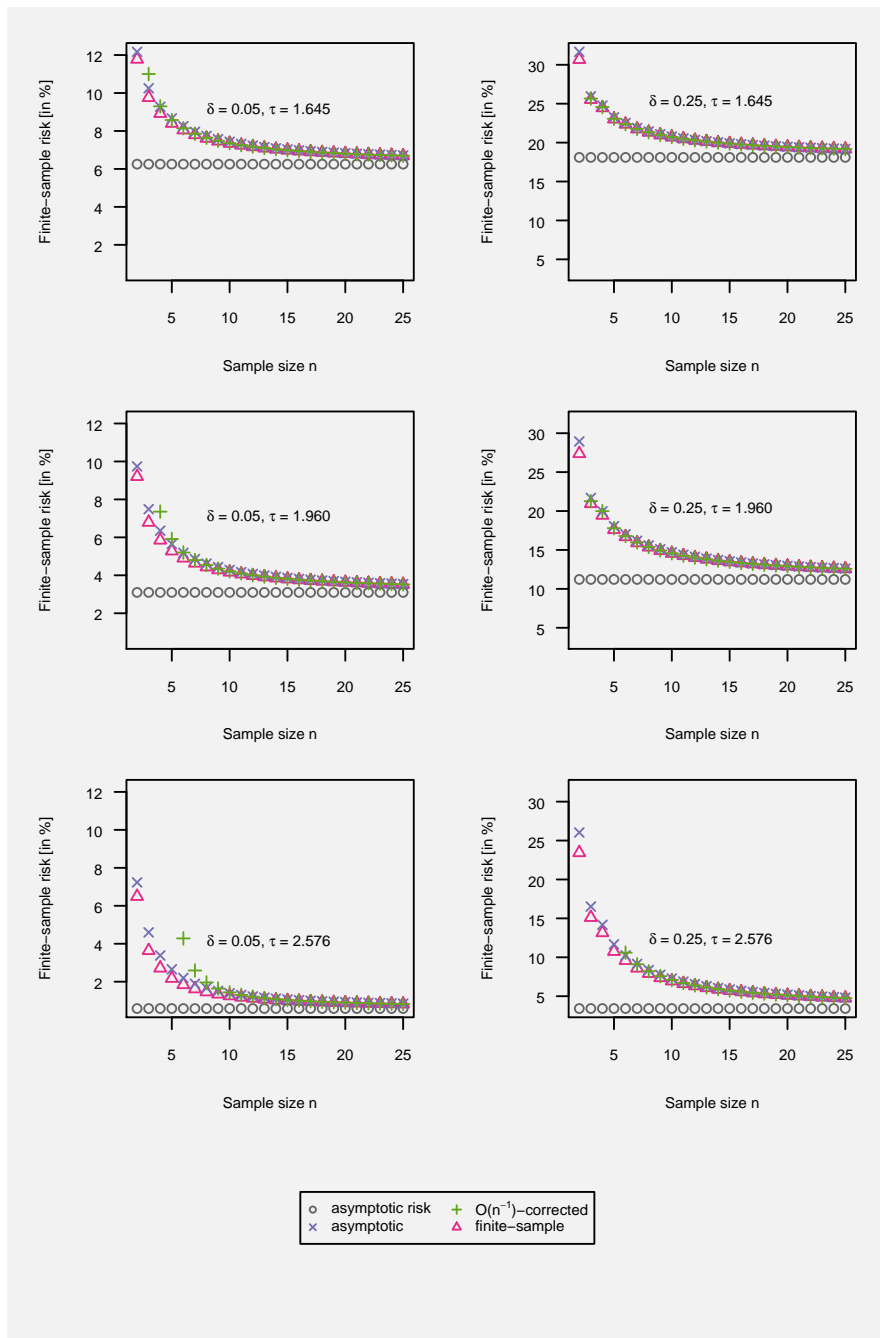 12
10
8
6
4
2
Finite−sample risk [in %]
δ = 0.05, τ = 1.645
5 10 15 20 25
Sample size n
30
25
20
15
10
5
Finite−sample risk [in %]
δ = 0.25, τ = 1.645
5 10 15 20 25
Sample size n
12
10
8
6
4
2
Finite−sample risk [in %]
δ = 0.05, τ = 1.960
5 10 15 20 25
Sample size n
30
25
20
15
10
5
Finite−sample risk [in %]
δ = 0.25, τ = 1.960
5 10 15 20 25
Sample size n
12
10
8
6
4
2
Finite−sample risk [in %]
δ = 0.05, τ = 2.576
5 10 15 20 25
Sample size n
30
25
20
15
10
5
Finite−sample risk [in %]
δ = 0.25, τ = 2.576
5 10 15 20 25
Sample size n
asymptotic risk
asymptotic
O(n⁻¹)−corrected
finite−sample